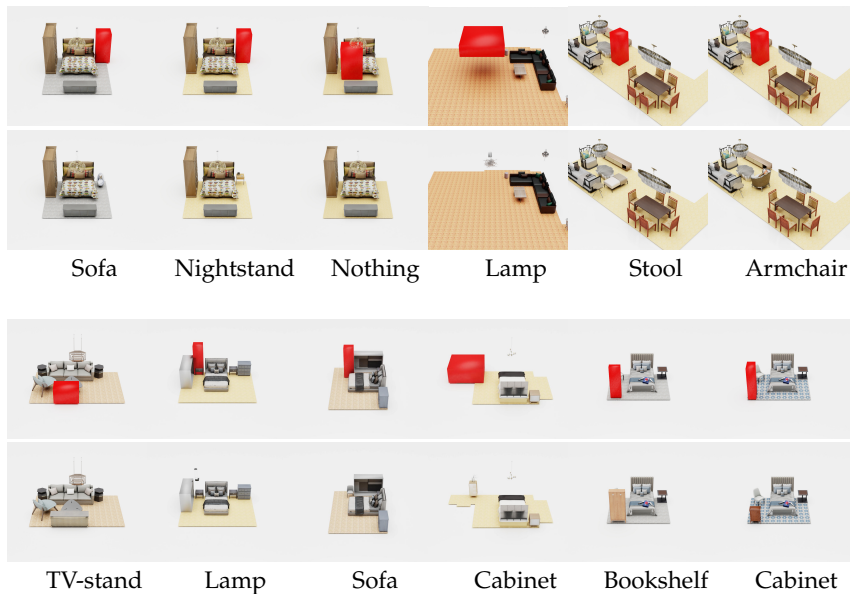 Sofa Nightstand Nothing Lamp Stool Armchair
TV-stand Lamp Sofa Cabinet Bookshelf Cabinet